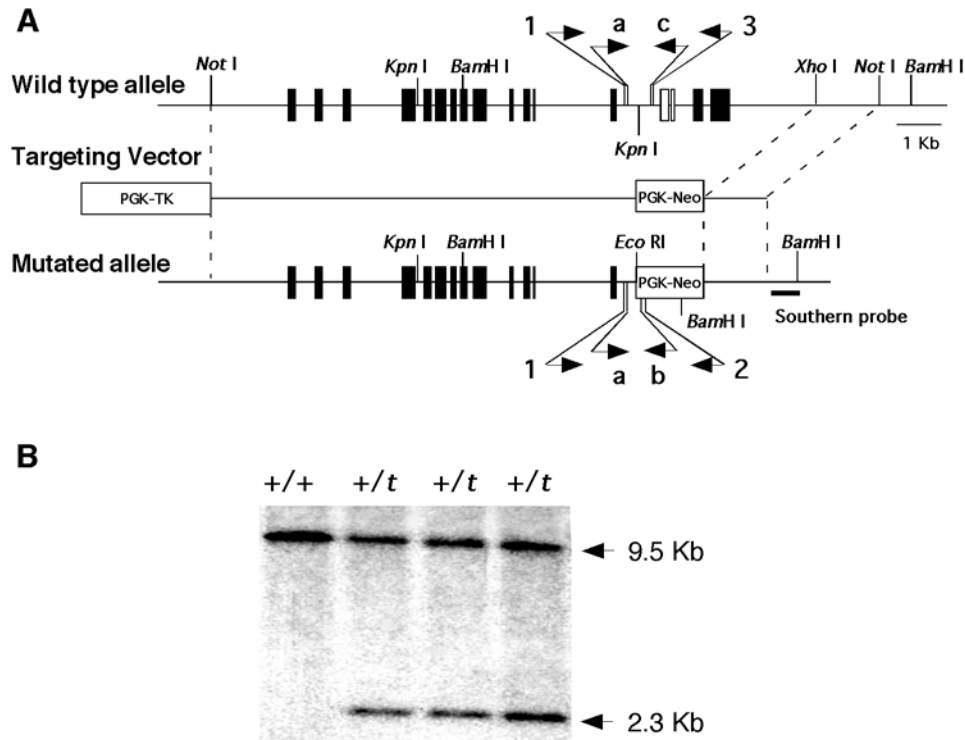 A
1 a c 3
Not I Kpn I BamH I Xho I Not I BamH I
Wild type allele
Kpn I 1 Kb
Targeting Vector
PGK-TK PGK-Neo
Kpn I BamH I Eco RI BamH I
Mutated allele
PGK-Neo
BamH I Southern probe
1 a b 2
B
+/+ +/t +/t +/t
9.5 Kb
2.3 Kb